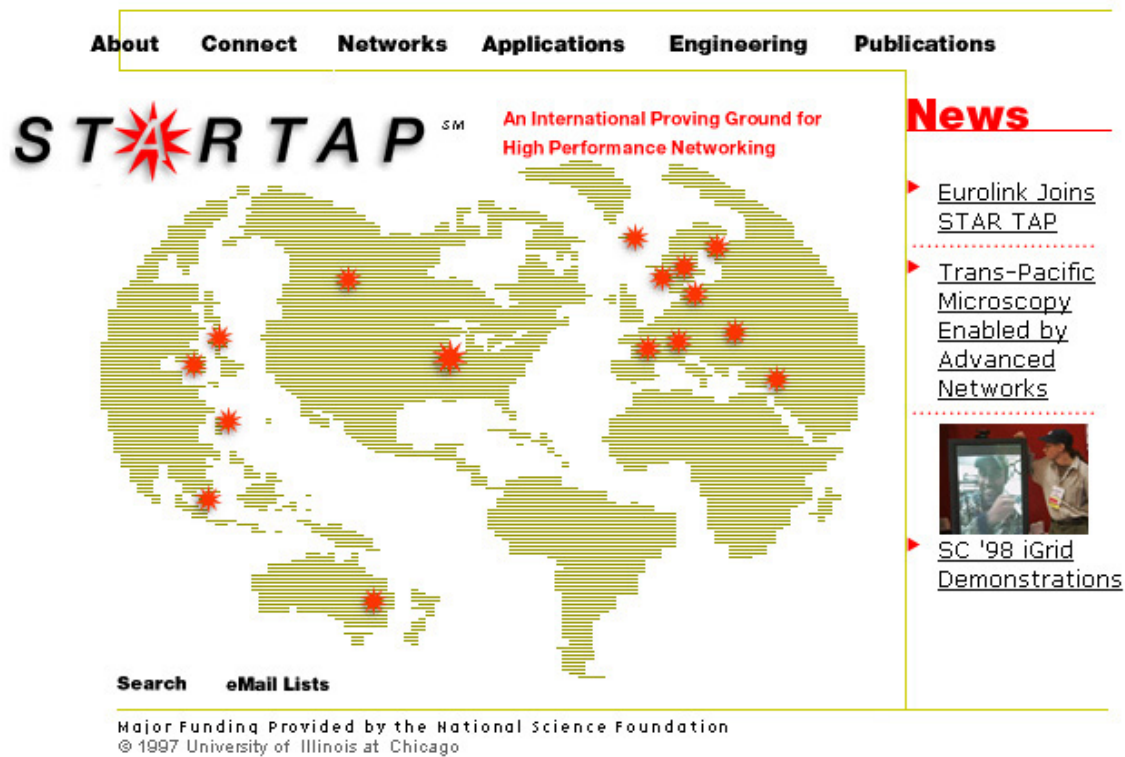 About Connect Networks Applications Engineering Publications
STAR TAP SM
An International Proving Ground for
High Performance Networking
News
Eurolink Joins
STAR TAP
Trans-Pacific
Microscopy
Enabled by
Advanced
Networks
SC '98 iGrid
Demonstrations
Search eMail Lists
Major Funding Provided by the National Science Foundation
© 1997 University of Illinois at Chicago